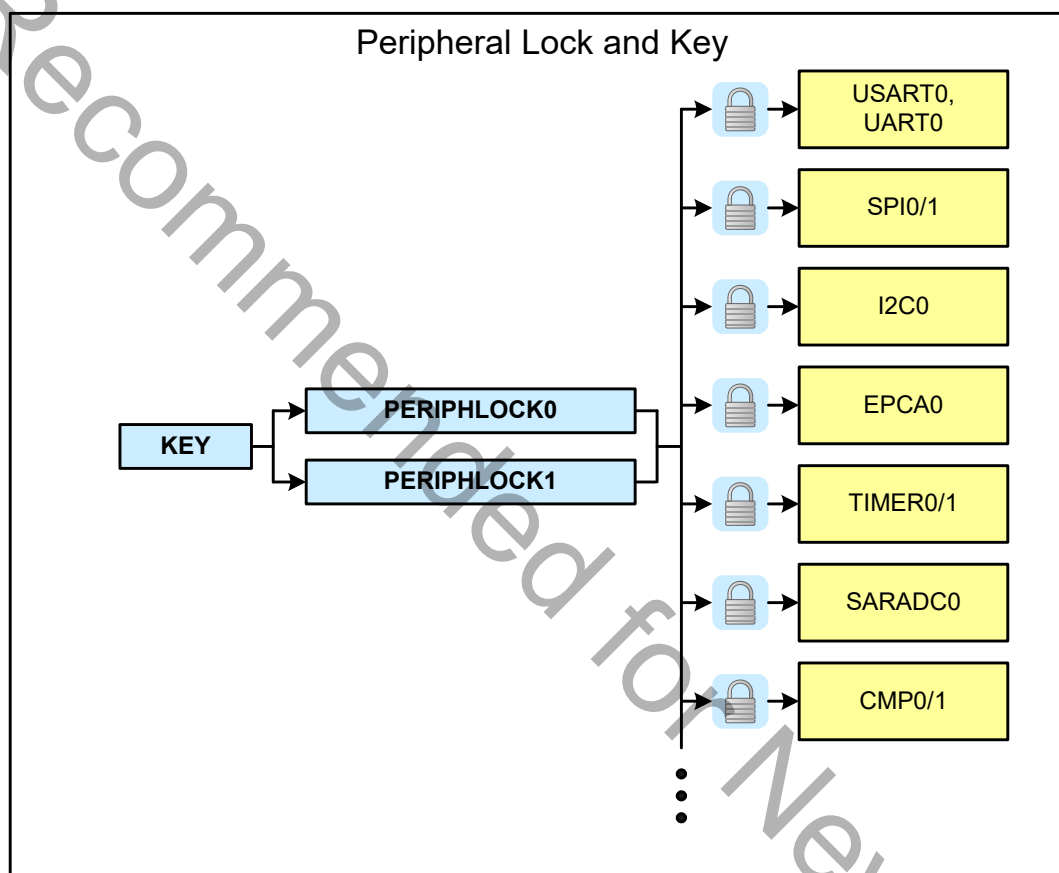 Peripheral Lock and Key
USART0,
UART0
SPI0/1
I2C0
EPCA0
PERIPHLOCK0
KEY
PERIPHLOCK1
TIMER0/1
SARADC0
CMP0/1
Recommended for New